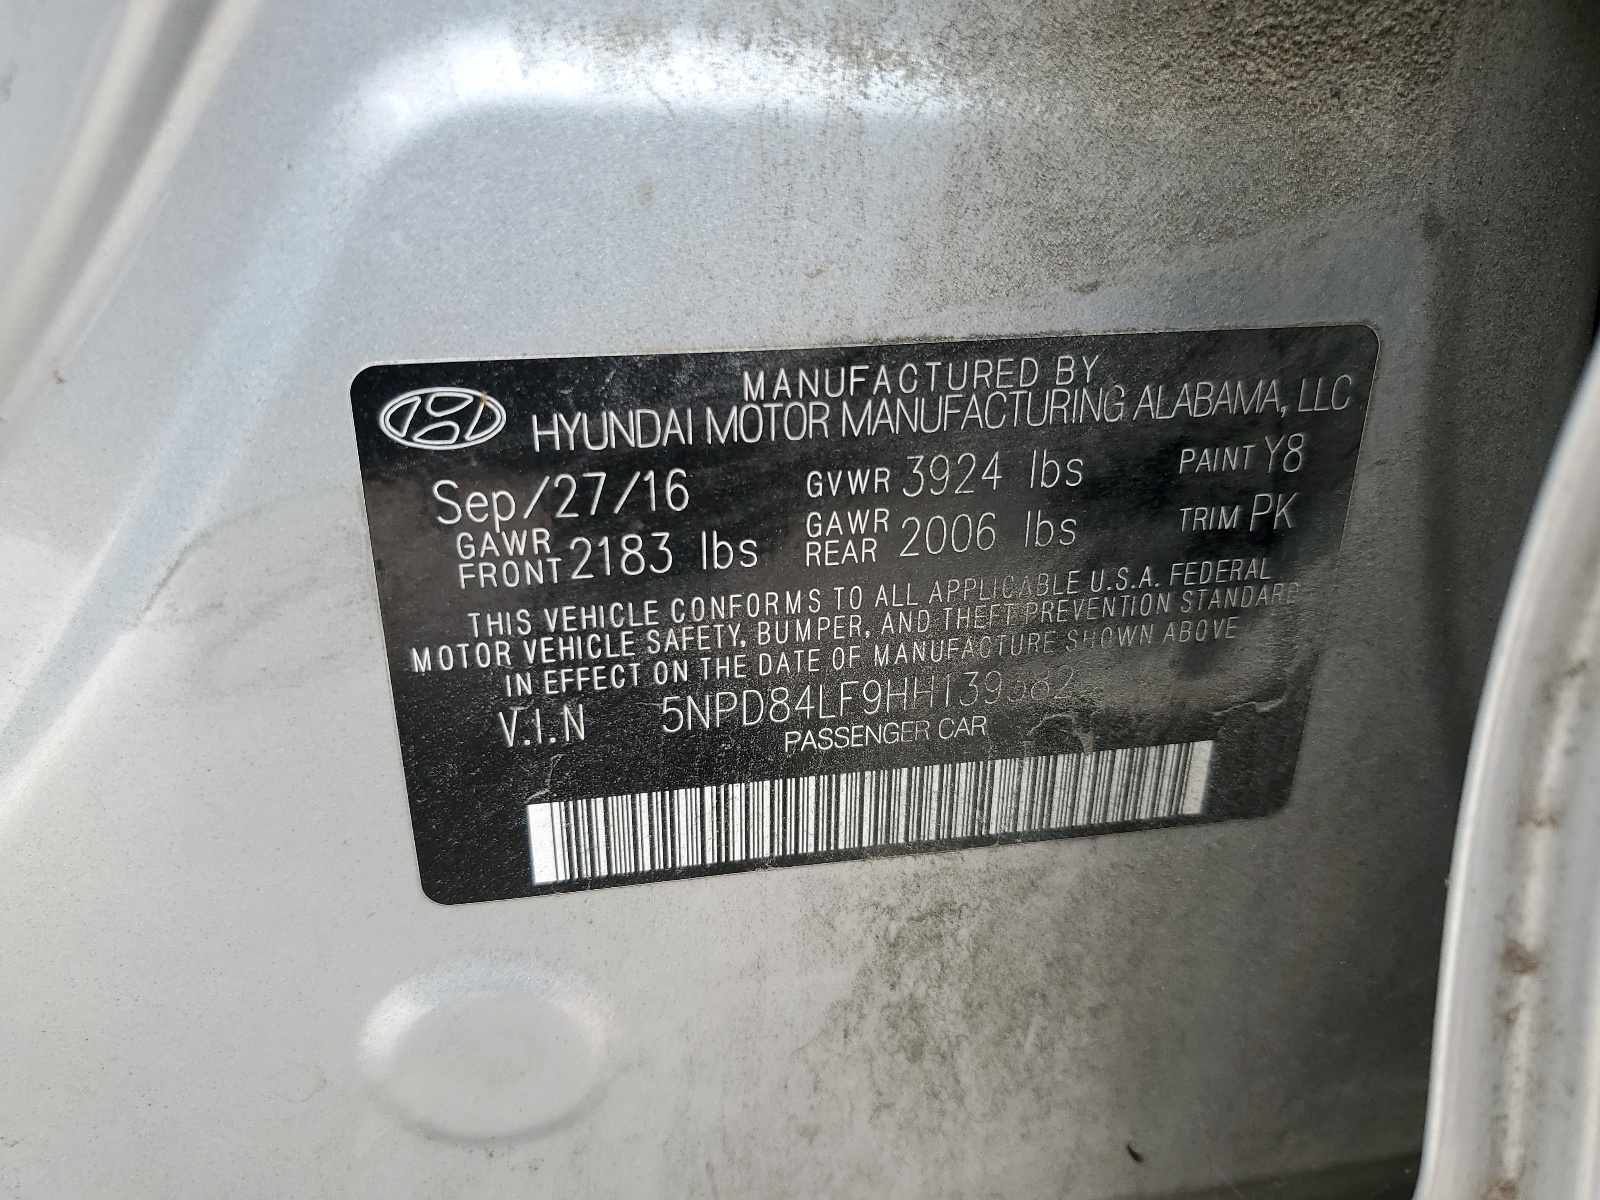 MANUFACTURED BY
HYUNDAI MOTOR MANUFACTURING ALABAMA, LLC
Sep/27/16 GVWR 3924 lbs PAINT Y8
GAWR FRONT 2183 lbs GAWR REAR 2006 lbs TRIM PK
THIS VEHICLE CONFORMS TO ALL APPLICABLE U.S.A. FEDERAL
MOTOR VEHICLE SAFETY, BUMPER, AND THEFT PREVENTION STANDARD
IN EFFECT ON THE DATE OF MANUFACTURE SHOWN ABOVE
V.I.N 5NPD84LF9HH139382
PASSENGER CAR